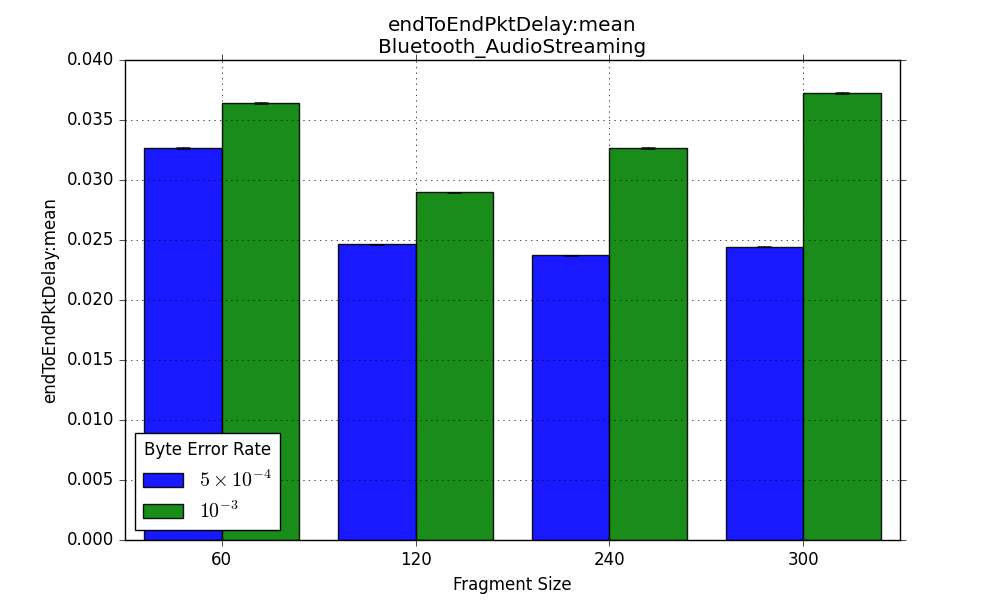 endToEndPktDelay:mean
Bluetooth_AudioStreaming
endToEndPktDelay:mean
0.040
0.035
0.030
0.025
0.020
0.015
0.010
0.005
0.000
Byte Error Rate
5 × 10⁻⁴
10⁻³
60 120 240 300
Fragment Size